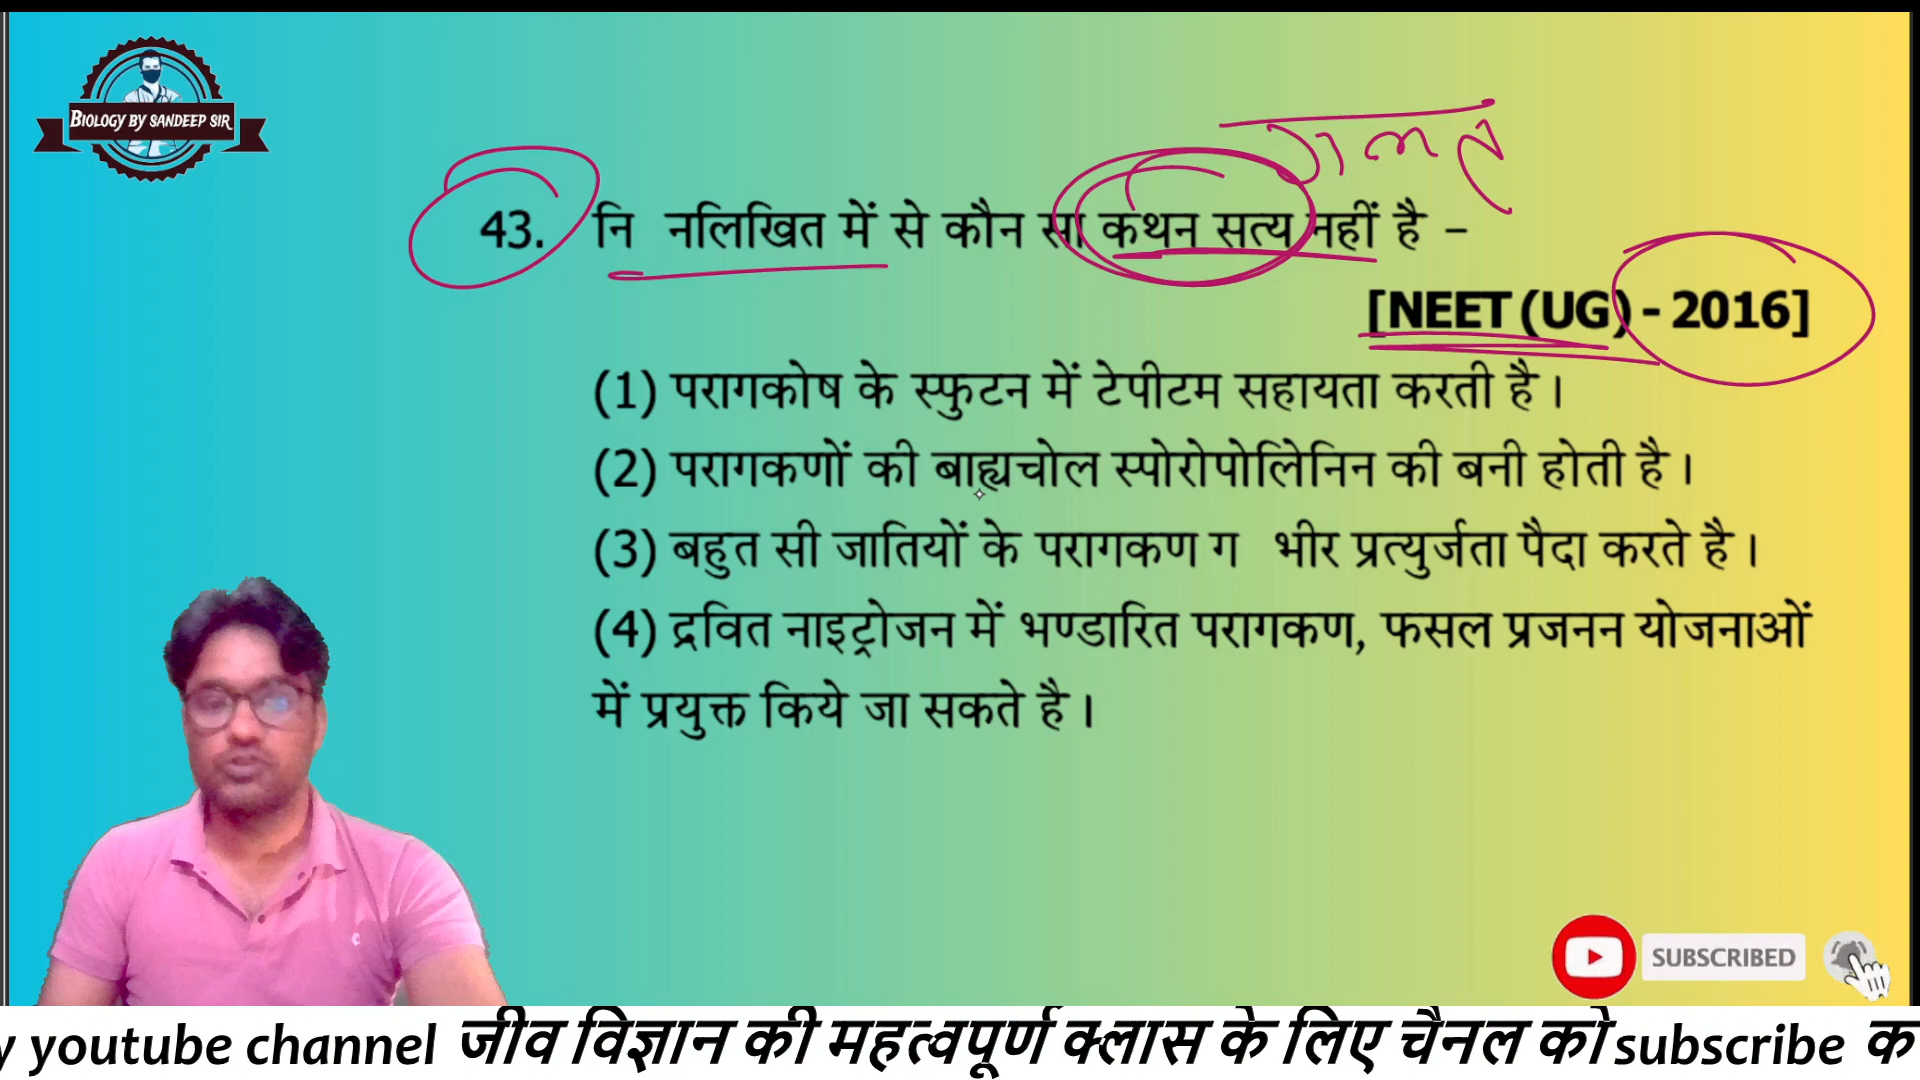 BIOLOGY BY SANDEEP SIR
गलत
43. नि नलिखित में से कौन सा कथन सत्य नहीं है –
[NEET (UG) - 2016]
(1) परागकोष के स्फुटन में टेपीटम सहायता करती है ।
(2) परागकणों की बाह्यचोल स्पोरोपोलिेनिन की बनी होती है ।
(3) बहुत सी जातियों के परागकण ग भीर प्रत्युर्जता पैदा करते है ।
(4) द्रवित नाइट्रोजन में भण्डारित परागकण, फसल प्रजनन योजनाओं
में प्रयुक्त किये जा सकते है ।
SUBSCRIBED
y youtube channel जीव विज्ञान की महत्वपूर्ण क्लास के लिए चैनल को subscribe क